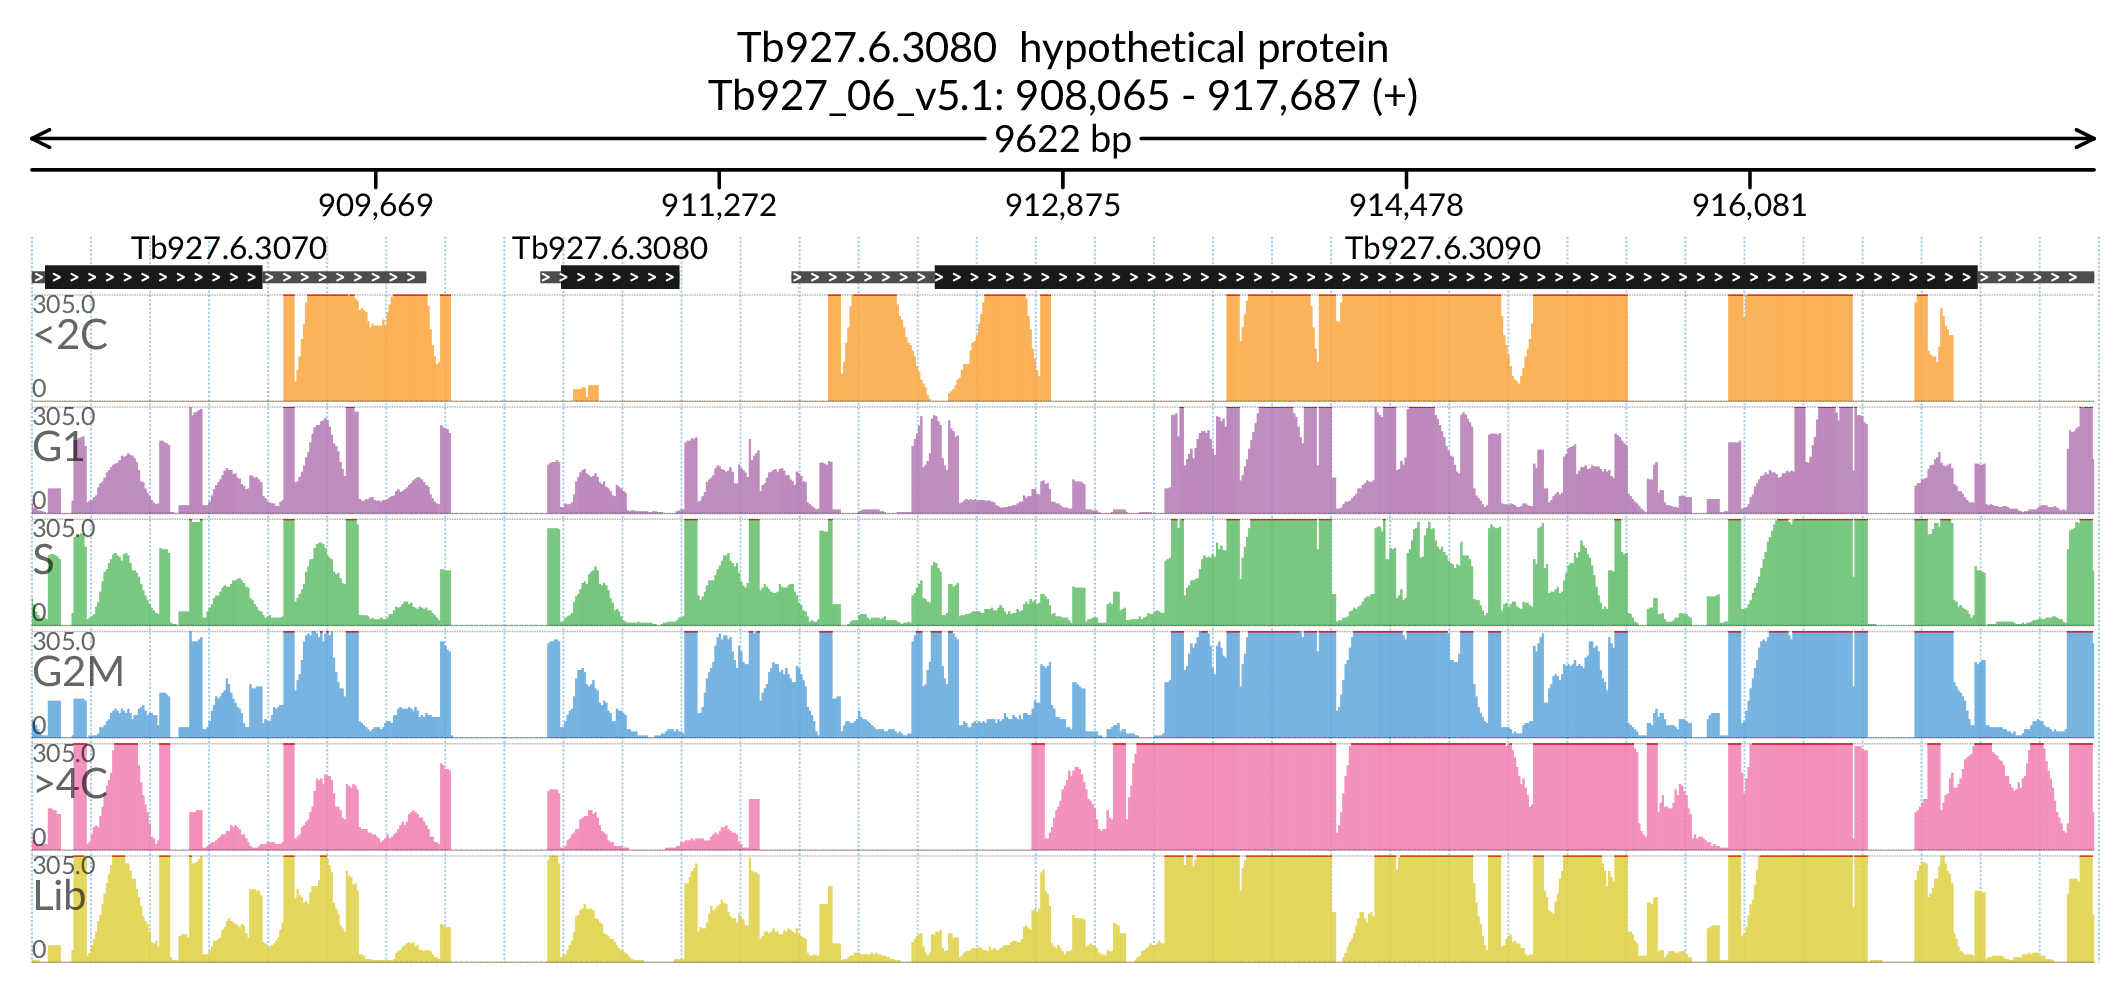 Tb927.6.3080 hypothetical protein
Tb927_06_v5.1: 908,065 - 917,687 (+)
9622 bp
909,669 911,272 912,875 914,478 916,081
Tb927.6.3070 Tb927.6.3080 Tb927.6.3090
305.0
<2C
0
305.0
G1
0
305.0
S
0
305.0
G2M
0
305.0
>4C
0
305.0
Lib
0